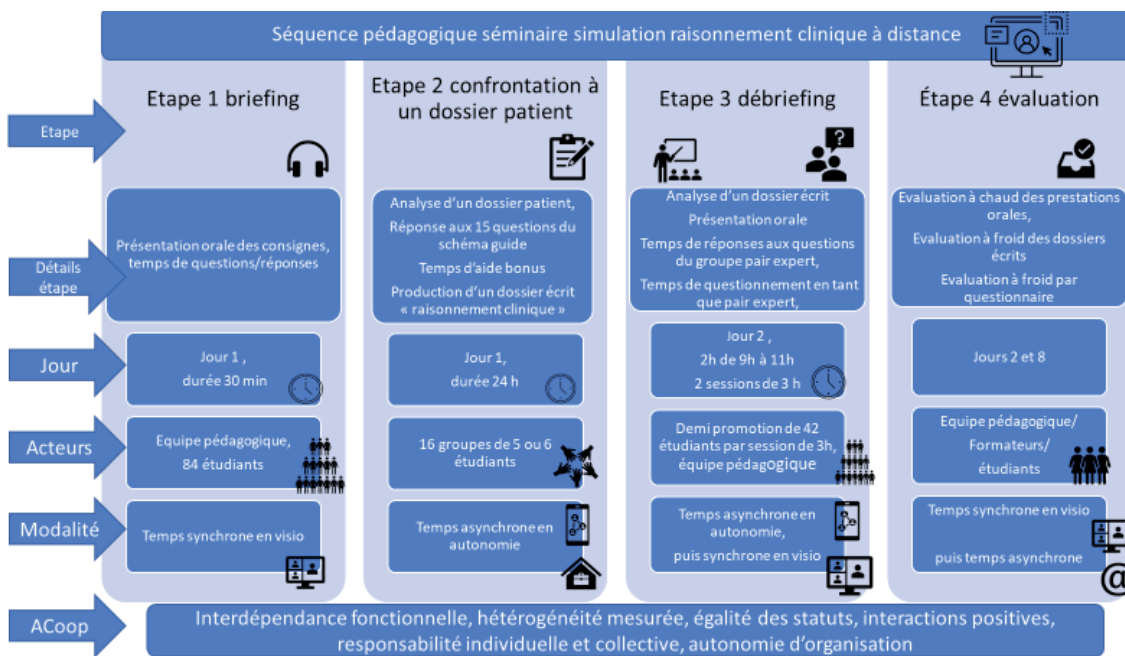 Séquence pédagogique séminaire simulation raisonnement clinique à distance
Etape
Etape 1 briefing
Etape 2 confrontation à
un dossier patient
Etape 3 débriefing
Étape 4 évaluation
?
Détails
étape
Présentation orale des consignes,
temps de questions/réponses
Analyse d'un dossier patient,
Réponse aux 15 questions du
schéma guide
Temps d'aide bonus
Production d'un dossier écrit
« raisonnement clinique »
Analyse d'un dossier écrit
Présentation orale
Temps de réponses aux questions
du groupe pair expert,
Temps de questionnement en tant
que pair expert,
Evaluation à chaud des prestations
orales,
Evaluation à froid des dossiers
écrits
Evaluation à froid par
questionnaire
Jour
Jour 1 ,
durée 30 min
Jour 1,
durée 24 h
Jour 2 ,
2h de 9h à 11h
2 sessions de 3 h
Jours 2 et 8
Acteurs
Equipe pédagogique,
84 étudiants
16 groupes de 5 ou 6
étudiants
Demi promotion de 42
étudiants par session de 3h,
équipe pédagogique
Equipe pédagogique/
Formateurs/
étudiants
Modalité
Temps synchrone en visio
Temps asynchrone en
autonomie
Temps asynchrone en
autonomie,
puis synchrone en visio
Temps synchrone en visio
puis temps asynchrone
@
ACoop
Interdépendance fonctionnelle, hétérogénéité mesurée, égalité des statuts, interactions positives,
responsabilité individuelle et collective, autonomie d'organisation